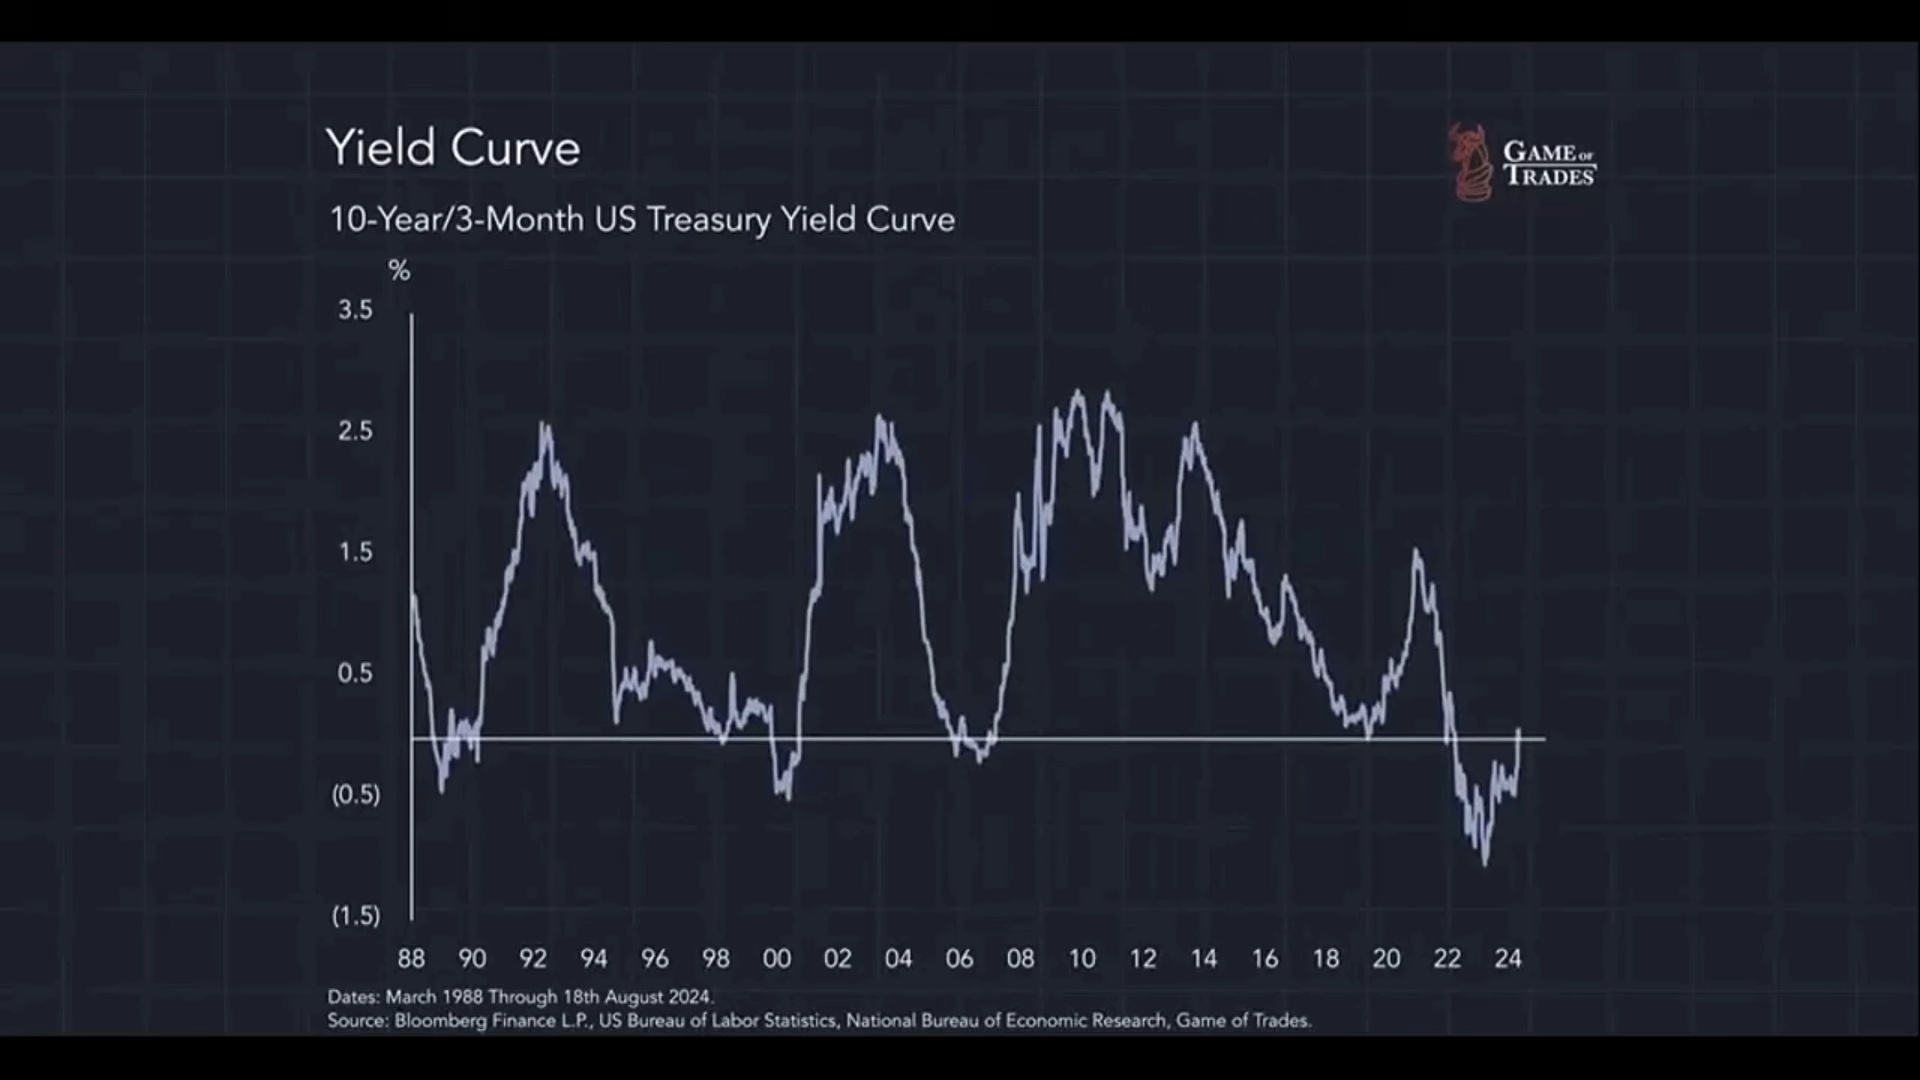 Yield Curve
GAME OF
TRADES
10-Year/3-Month US Treasury Yield Curve
%
3.5
2.5
1.5
0.5
(0.5)
(1.5)
88 90 92 94 96 98 00 02 04 06 08 10 12 14 16 18 20 22 24
Dates: March 1988 Through 18th August 2024.
Source: Bloomberg Finance L.P., US Bureau of Labor Statistics, National Bureau of Economic Research, Game of Trades.